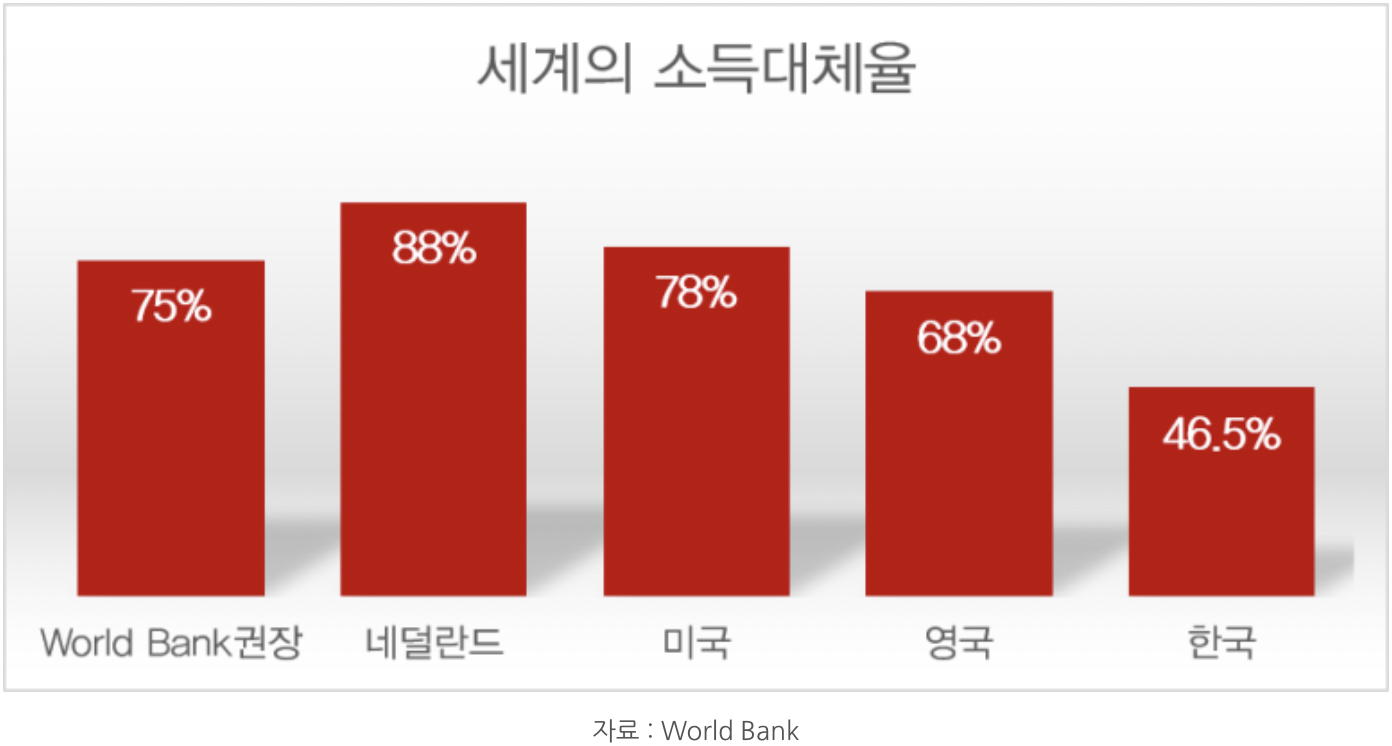 세계의 소득대체율
75%
88%
78%
68%
46.5%
World Bank권장
네덜란드
미국
영국
한국
자료 : World Bank